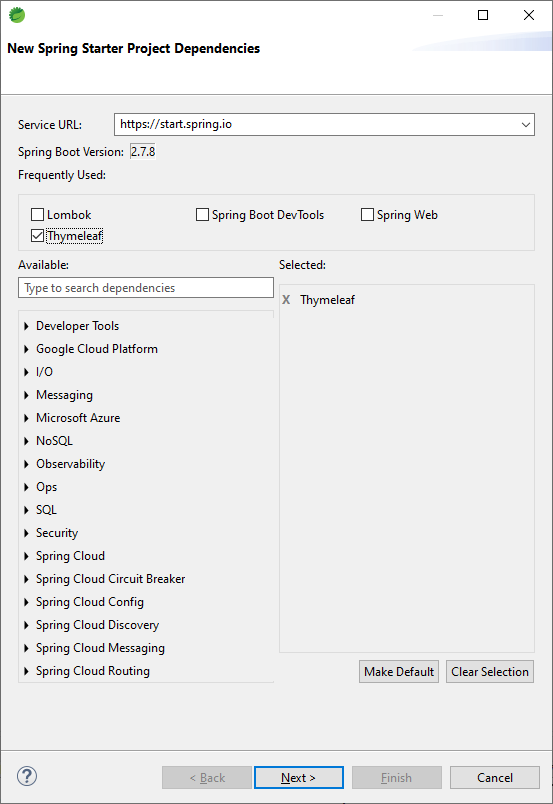 New Spring Starter Project Dependencies
Service URL: https://start.spring.io
Spring Boot Version: 2.7.8
Frequently Used:
Lombok Spring Boot DevTools Spring Web
Thymeleaf
Available: Selected:
Type to search dependencies
X Thymeleaf
Developer Tools
Google Cloud Platform
I/O
Messaging
Microsoft Azure
NoSQL
Observability
Ops
SQL
Security
Spring Cloud
Spring Cloud Circuit Breaker
Spring Cloud Config
Spring Cloud Discovery
Spring Cloud Messaging
Spring Cloud Routing
Make Default Clear Selection
? < Back Next > Finish Cancel